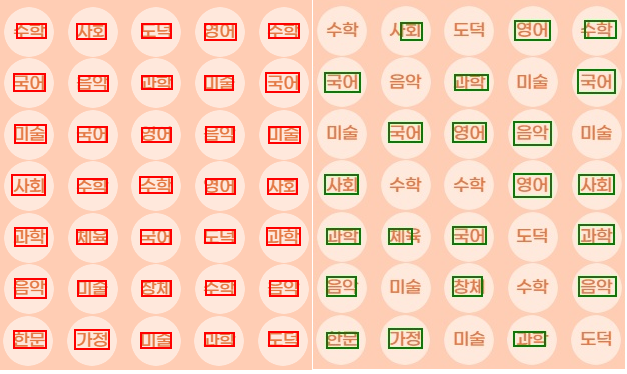 수학 사회 도덕 영어 수학 수학 사회 도덕 영어 수학
국어 음악 과학 미술 국어 국어 음악 과학 미술 국어
미술 국어 영어 음악 미술 미술 국어 영어 음악 미술
사회 수학 수학 영어 사회 사회 수학 수학 영어 사회
과학 체육 국어 도덕 과학 과학 체육 국어 도덕 과학
음악 미술 창체 수학 음악 음악 미술 창체 수학 음악
한문 가정 미술 과학 도덕 한문 가정 미술 과학 도덕